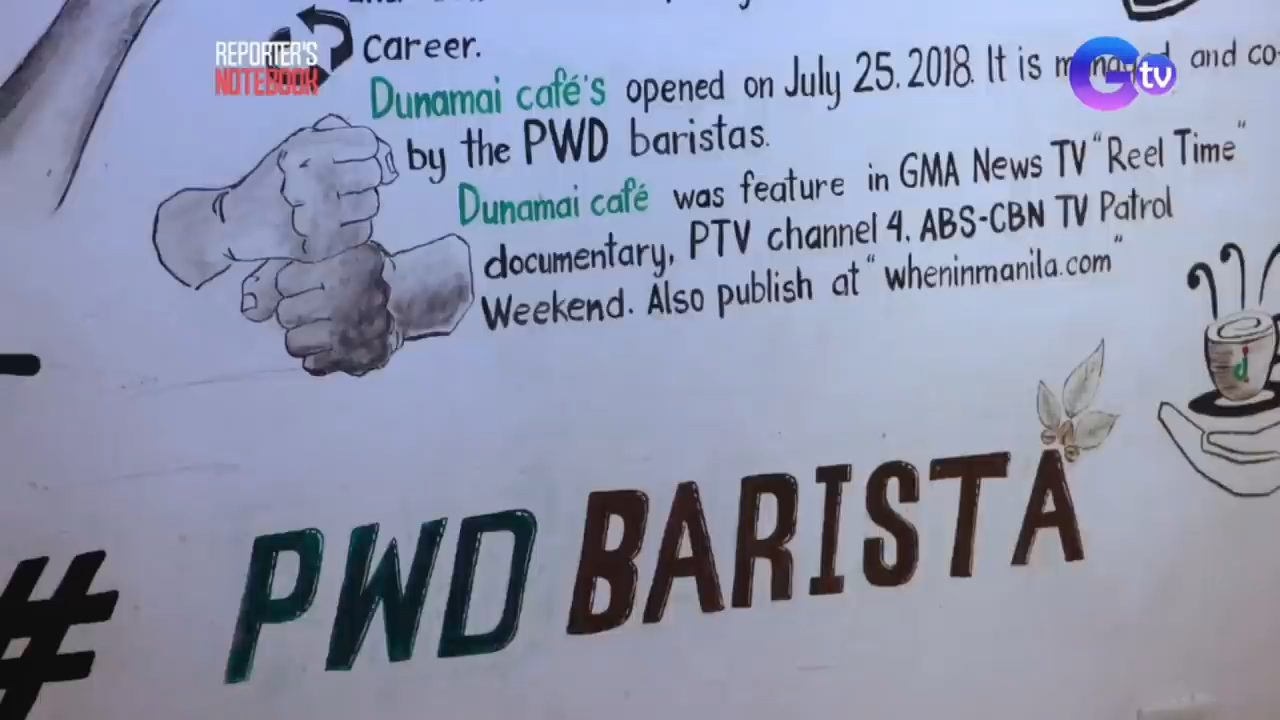 career.
Dunamai café's opened on July 25. 2018. It is and co-
by the PWD baristas.
Dunamai café was feature in GMA News TV "Reel Time"
documentary, PTV channel 4. ABS-CBN TV Patrol
Weekend. Also publish at "wheninmanila.com"
# PWD BARISTA
d
REPORTER'S
NOTEBOOK
Gtv